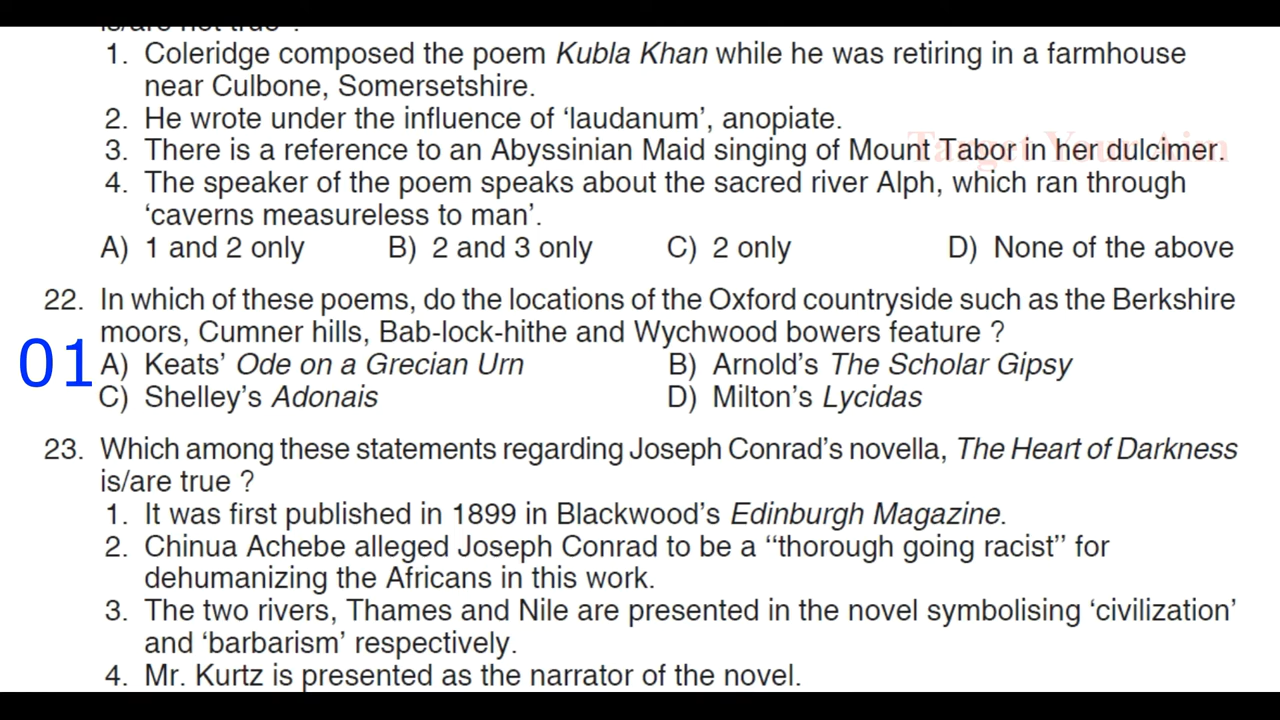 is/are not true ?
1. Coleridge composed the poem Kubla Khan while he was retiring in a farmhouse
near Culbone, Somersetshire.
2. He wrote under the influence of ‘laudanum’, anopiate.
Target Your Aim
3. There is a reference to an Abyssinian Maid singing of Mount Tabor in her dulcimer.
4. The speaker of the poem speaks about the sacred river Alph, which ran through
‘caverns measureless to man’.
A) 1 and 2 only B) 2 and 3 only C) 2 only D) None of the above
22. In which of these poems, do the locations of the Oxford countryside such as the Berkshire
moors, Cumner hills, Bab-lock-hithe and Wychwood bowers feature ?
01
A) Keats’ Ode on a Grecian Urn B) Arnold’s The Scholar Gipsy
C) Shelley’s Adonais D) Milton’s Lycidas
23. Which among these statements regarding Joseph Conrad’s novella, The Heart of Darkness
is/are true ?
1. It was first published in 1899 in Blackwood’s Edinburgh Magazine.
2. Chinua Achebe alleged Joseph Conrad to be a ‘‘thorough going racist’’ for
dehumanizing the Africans in this work.
3. The two rivers, Thames and Nile are presented in the novel symbolising ‘civilization’
and ‘barbarism’ respectively.
4. Mr. Kurtz is presented as the narrator of the novel.